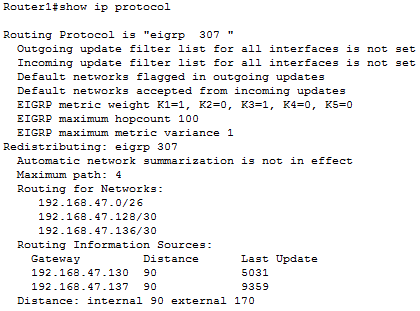 Router1#show ip protocol
Routing Protocol is "eigrp  307 "
Outgoing update filter list for all interfaces is not set
Incoming update filter list for all interfaces is not set
Default networks flagged in outgoing updates
Default networks accepted from incoming updates
EIGRP metric weight K1=1, K2=0, K3=1, K4=0, K5=0
EIGRP maximum hopcount 100
EIGRP maximum metric variance 1
Redistributing: eigrp 307
Automatic network summarization is not in effect
Maximum path: 4
Routing for Networks:
192.168.47.0/26
192.168.47.128/30
192.168.47.136/30
Routing Information Sources:
Gateway Distance Last Update
192.168.47.130 90 5031
192.168.47.137 90 9359
Distance: internal 90 external 170